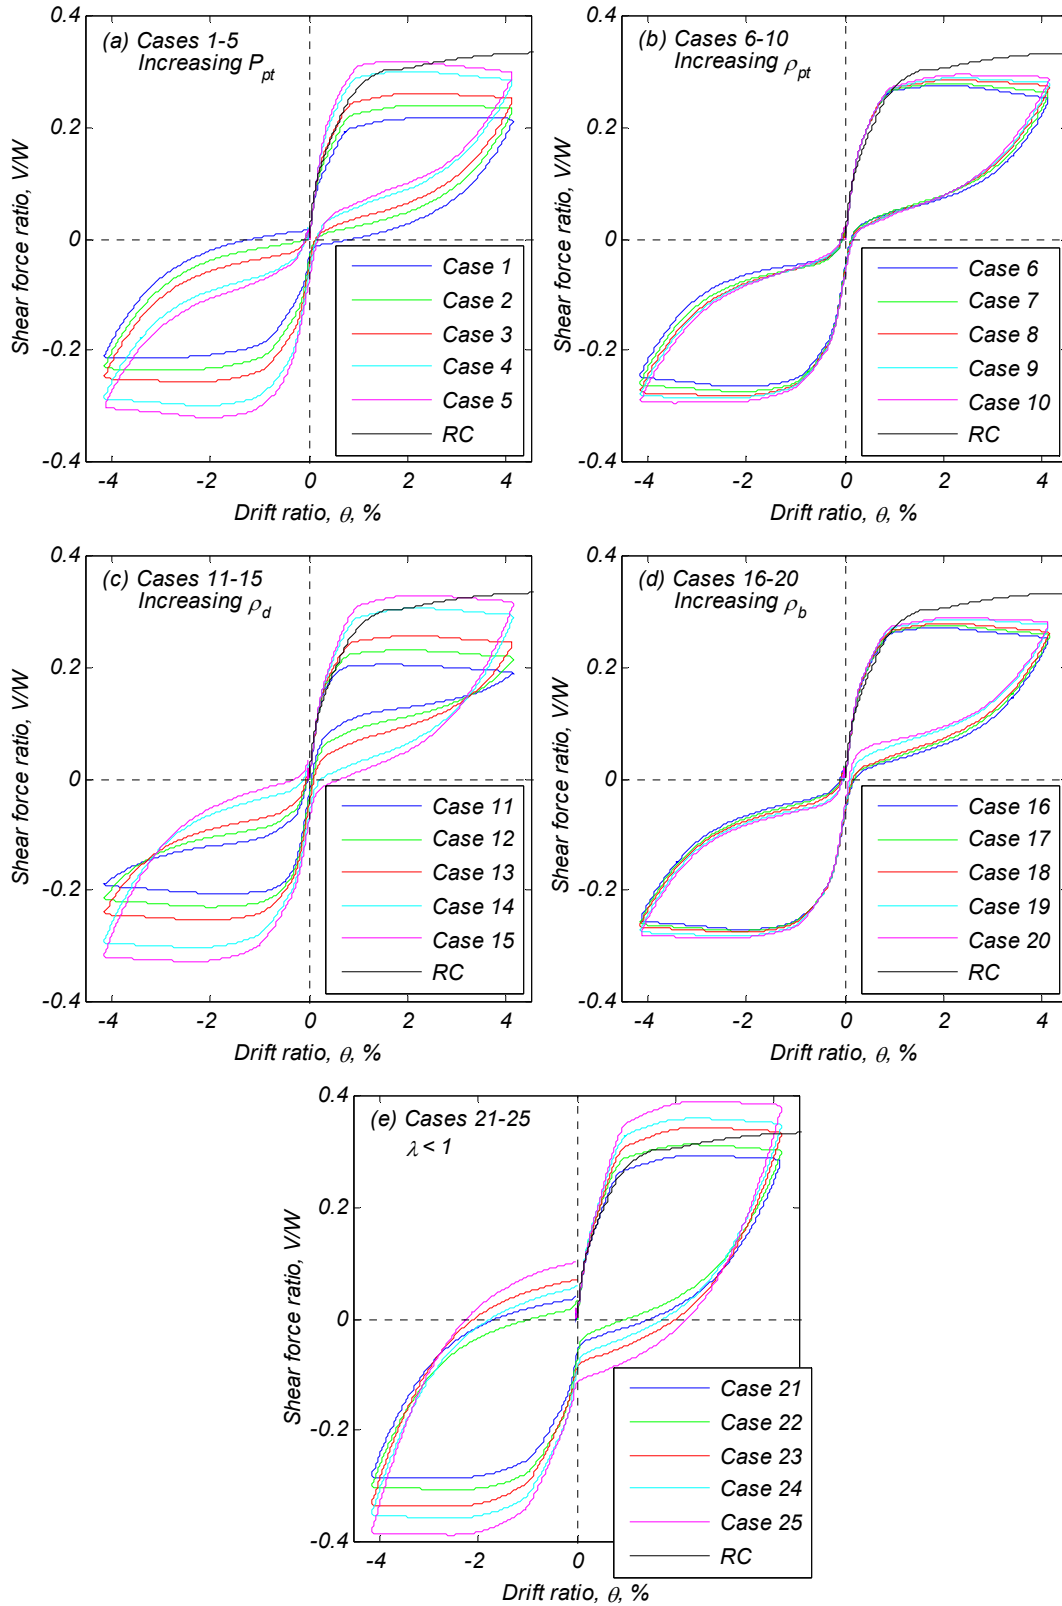 (a) Cases 1-5
Increasing P_pt
0.4
0.2
0
-0.2
-0.4
Shear force ratio, V/W
-4 -2 0 2 4
Drift ratio, θ, %
Case 1
Case 2
Case 3
Case 4
Case 5
RC
(b) Cases 6-10
Increasing ρ_pt
0.4
0.2
0
-0.2
-0.4
Shear force ratio, V/W
-4 -2 0 2 4
Drift ratio, θ, %
Case 6
Case 7
Case 8
Case 9
Case 10
RC
(c) Cases 11-15
Increasing ρ_d
0.4
0.2
0
-0.2
-0.4
Shear force ratio, V/W
-4 -2 0 2 4
Drift ratio, θ, %
Case 11
Case 12
Case 13
Case 14
Case 15
RC
(d) Cases 16-20
Increasing ρ_b
0.4
0.2
0
-0.2
-0.4
Shear force ratio, V/W
-4 -2 0 2 4
Drift ratio, θ, %
Case 16
Case 17
Case 18
Case 19
Case 20
RC
(e) Cases 21-25
λ < 1
0.4
0.2
0
-0.2
-0.4
Shear force ratio, V/W
-4 -2 0 2 4
Drift ratio, θ, %
Case 21
Case 22
Case 23
Case 24
Case 25
RC